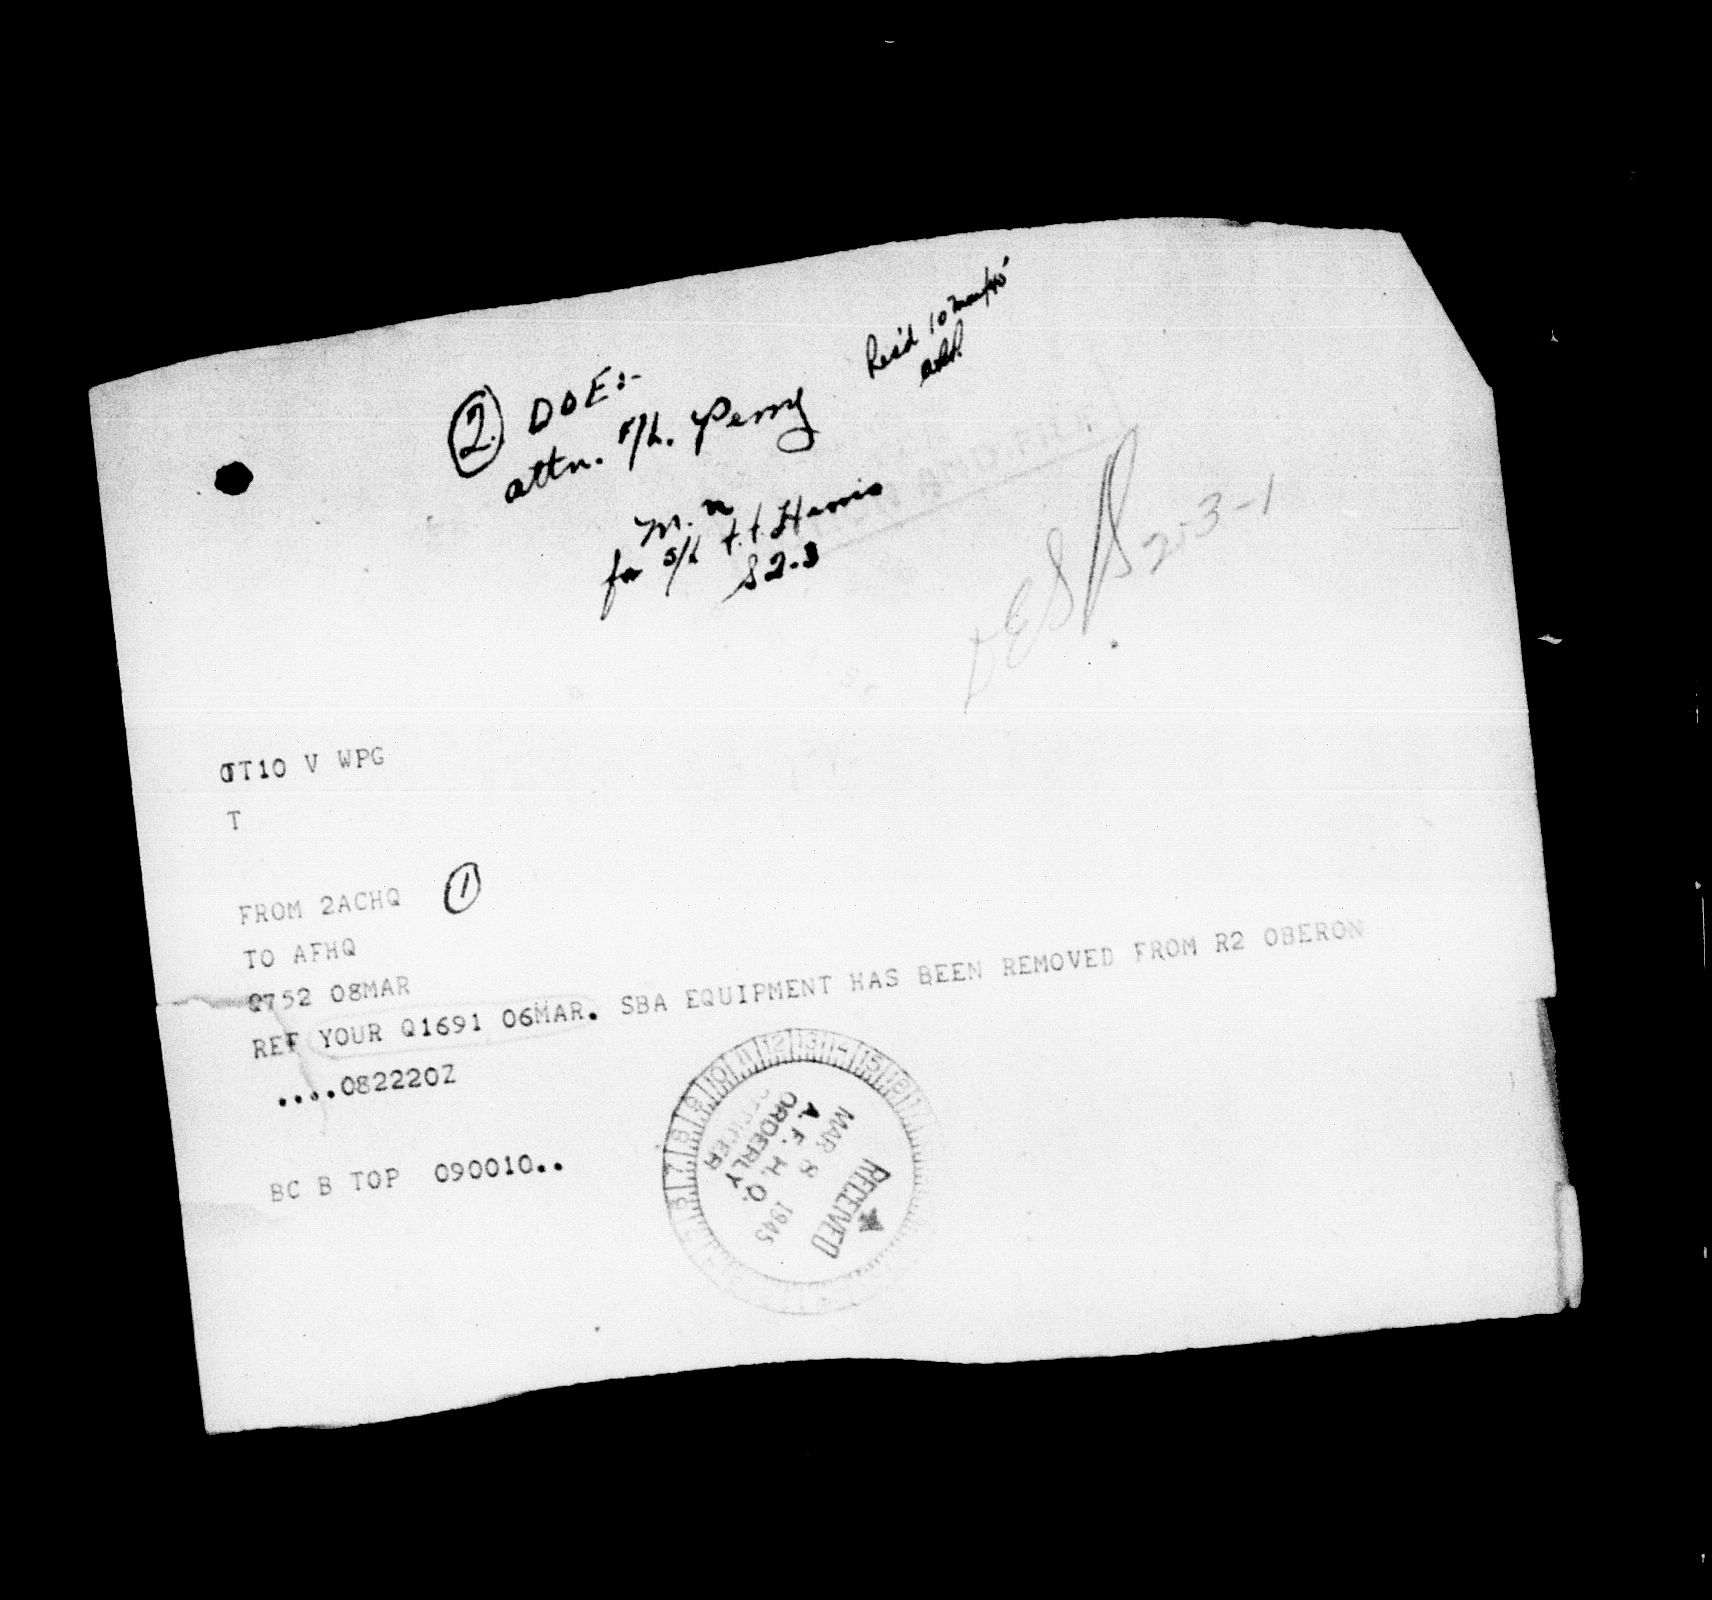 Rec'd 10 Mar/45
② DOE:-
attn. F/L. Perry
M. n
for S/L F.F. Harris
S2.3
2-3-1
OT10 V WPG
T
FROM 2ACHQ ①
TO AFHQ
Q752 08MAR
REF YOUR Q1691 06MAR. SBA EQUIPMENT HAS BEEN REMOVED FROM R2 OBERON
....082220Z
BC B TOP 090010..
RECEIVED
MAR 8 1945
A. F. H. Q.
ORDERLY
OFFICER